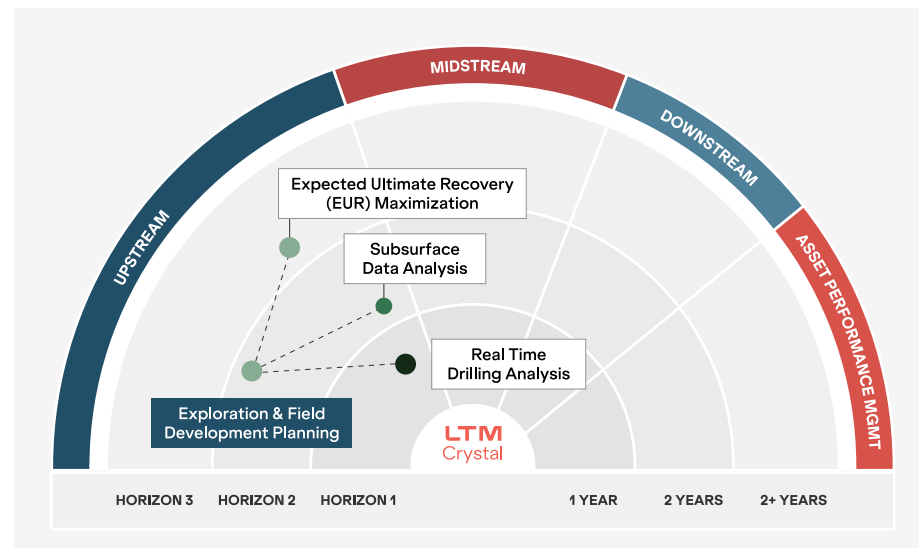 MIDSTREAM
DOWNSTREAM
UPSTREAM
ASSET PERFORMANCE MGMT
Expected Ultimate Recovery
(EUR) Maximization
Subsurface
Data Analysis
Real Time
Drilling Analysis
Exploration & Field
Development Planning
LTM
Crystal
HORIZON 3 HORIZON 2 HORIZON 1 1 YEAR 2 YEARS 2+ YEARS